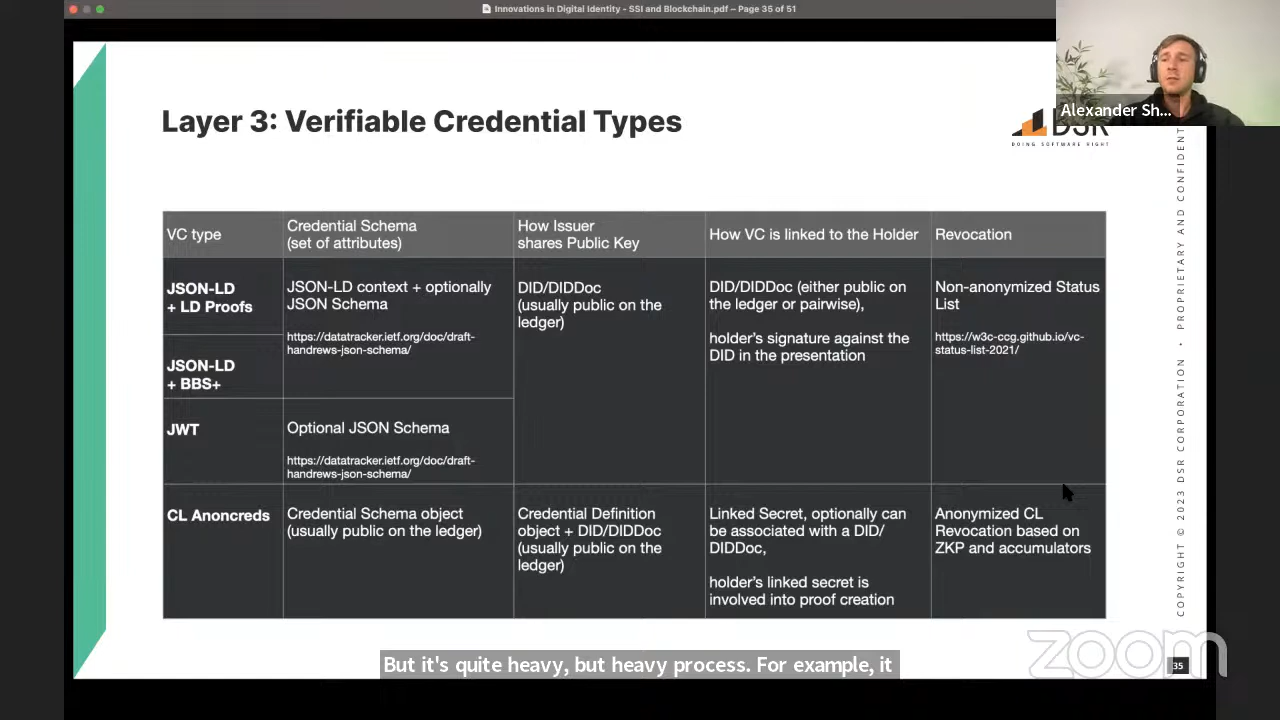 Innovations in Digital Identity - SSI and Blockchain.pdf – Page 35 of 51
Alexander Sh...
Layer 3: Verifiable Credential Types
DSR
DOING SOFTWARE RIGHT
VC type
Credential Schema
(set of attributes)
How Issuer
shares Public Key
How VC is linked to the Holder
Revocation
JSON-LD
+ LD Proofs
JSON-LD context + optionally
JSON Schema
https://datatracker.ietf.org/doc/draft-
handrews-json-schema/
DID/DIDDoc
(usually public on the
ledger)
DID/DIDDoc (either public on
the ledger or pairwise),
holder's signature against the
DID in the presentation
Non-anonymized Status
List
https://w3c-ccg.github.io/vc-
status-list-2021/
JSON-LD
+ BBS+
JWT
Optional JSON Schema
https://datatracker.ietf.org/doc/draft-
handrews-json-schema/
CL Anoncreds
Credential Schema object
(usually public on the ledger)
Credential Definition
object + DID/DIDDoc
(usually public on the
ledger)
Linked Secret, optionally can
be associated with a DID/
DIDDoc,
holder's linked secret is
involved into proof creation
Anonymized CL
Revocation based on
ZKP and accumulators
COPYRIGHT © 2023 DSR CORPORATION • PROPRIETARY AND CONFIDENT
But it's quite heavy, but heavy process. For example, it
zoom
35